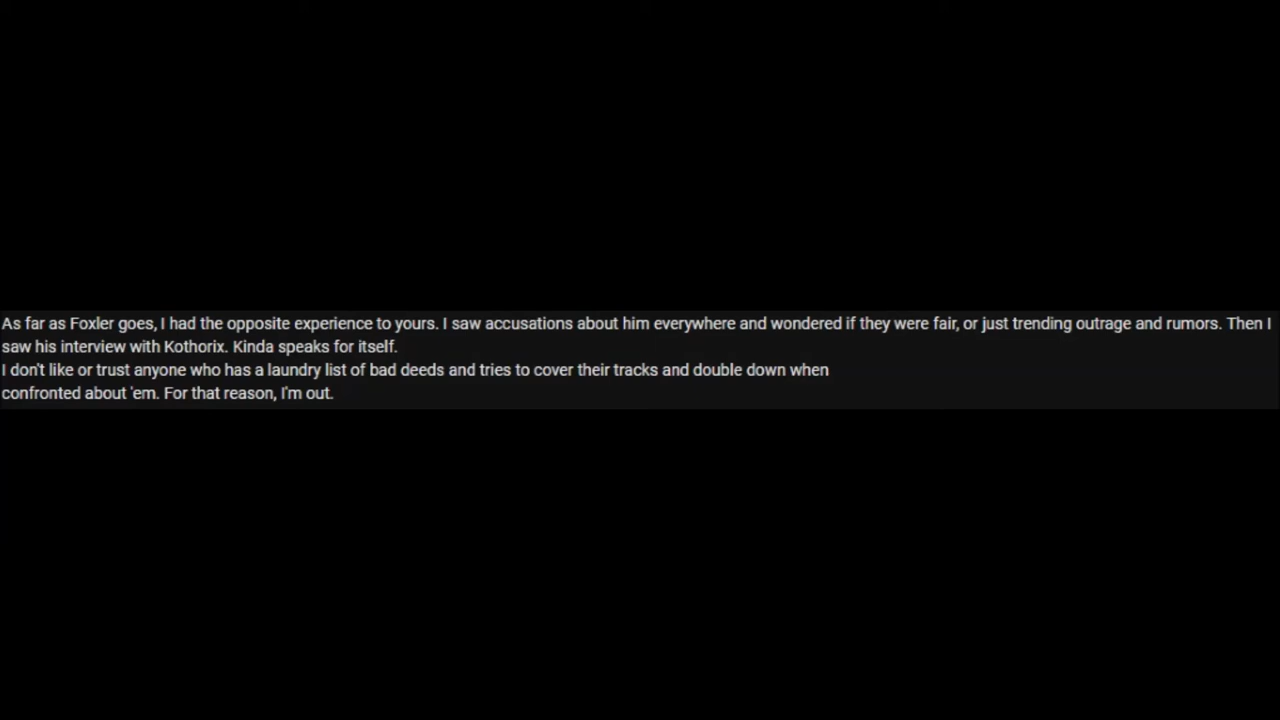 As far as Foxler goes, I had the opposite experience to yours. I saw accusations about him everywhere and wondered if they were fair, or just trending outrage and rumors. Then I
saw his interview with Kothorix. Kinda speaks for itself.
I don't like or trust anyone who has a laundry list of bad deeds and tries to cover their tracks and double down when
confronted about 'em. For that reason, I'm out.